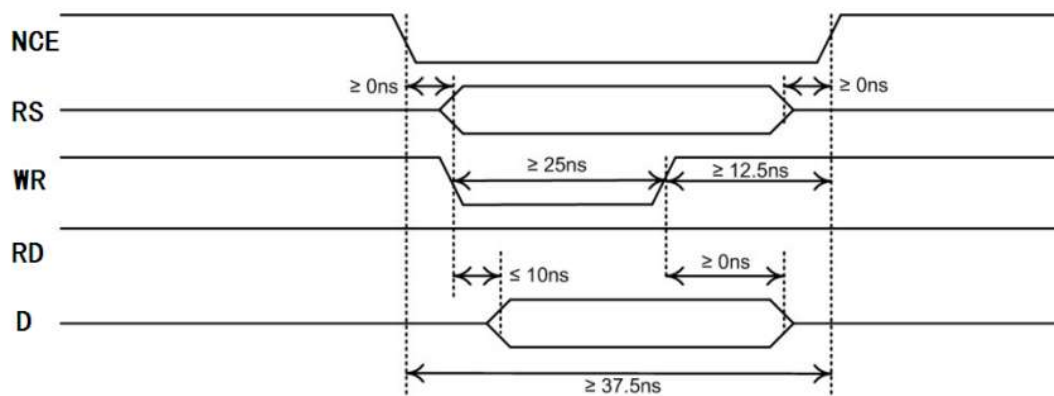 NCE
≥ 0ns
≥ 0ns
RS
≥ 25ns
≥ 12.5ns
WR
RD
≤ 10ns
≥ 0ns
D
≥ 37.5ns